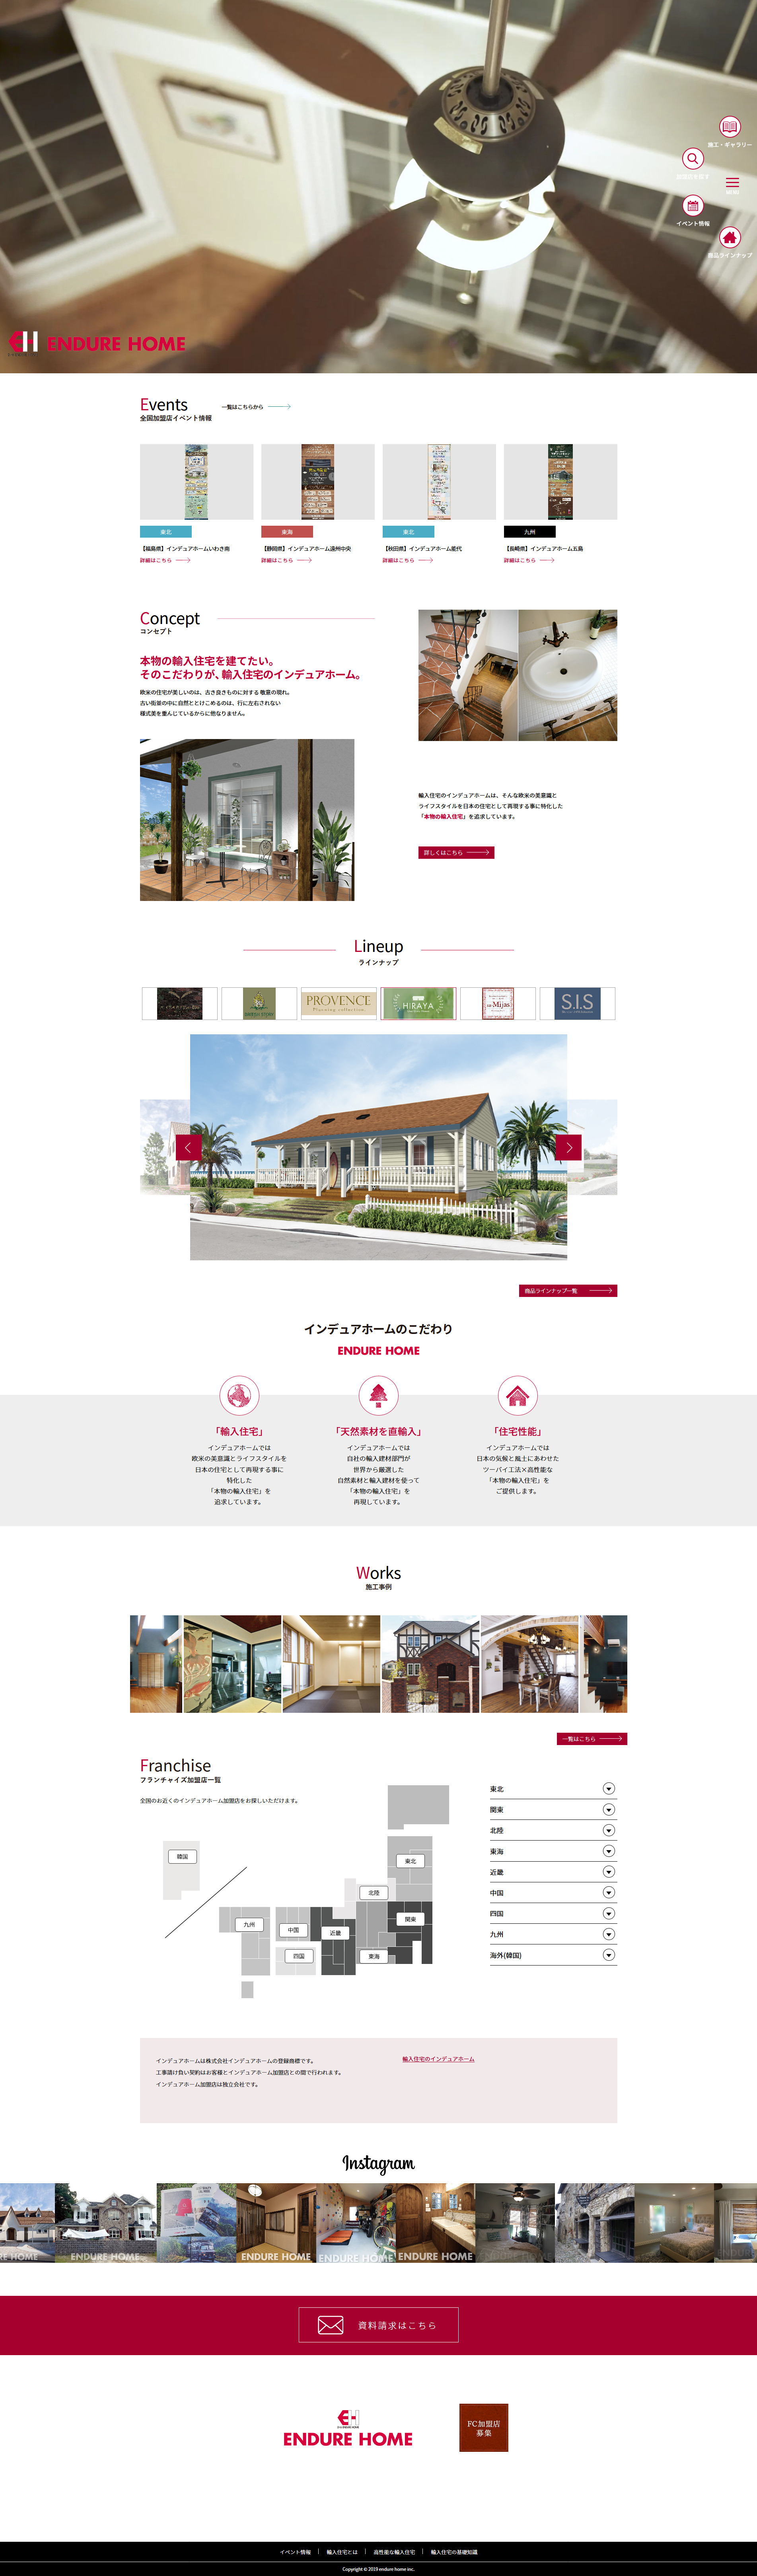 施工・ギャラリー
イベント情報
商品ラインナップ
ENDURE HOME
Events
一覧はこちらから
全国加盟店イベント情報
東北
東海
東北
九州
【福島県】インデュアホームいわき南
【静岡県】インデュアホーム遠州中央
【秋田県】インデュアホーム能代
【長崎県】インデュアホーム五島
詳細はこちら
詳細はこちら
詳細はこちら
詳細はこちら
Concept
コンセプト
本物の輸入住宅を建てたい。
そのこだわりが、輸入住宅のインデュアホーム。
欧米の住宅が美しいのは、古き良きものに対する 敬意の現れ。
古い街並の中に自然ととけこめるのは、行に左右されない
様式美を重んじているからに他なりません。
輸入住宅のインデュアホームは、そんな欧米の美意識と
ライフスタイルを日本の住宅として再現する事に特化した
「本物の輸入住宅」を追求しています。
詳しくはこちら
Lineup
ラインナップ
PROVENCE
HIRAYA
Mijas
S.I.S
商品ラインナップ一覧
インデュアホームのこだわり
ENDURE HOME
「輸入住宅」
インデュアホームでは
欧米の美意識とライフスタイルを
日本の住宅として再現する事に
特化した
「本物の輸入住宅」を
追求しています。
「天然素材を直輸入」
インデュアホームでは
自社の輸入建材部門が
世界から厳選した
自然素材と輸入建材を使って
「本物の輸入住宅」を
再現しています。
「住宅性能」
インデュアホームでは
日本の気候と風土にあわせた
ツーバイ工法×高性能な
「本物の輸入住宅」を
ご提供します。
Works
施工事例
一覧はこちら
Franchise
フランチャイズ加盟店一覧
全国のお近くのインデュアホーム加盟店をお探しいただけます。
韓国
東北
北陸
関東
九州
中国
近畿
四国
東海
東北
関東
北陸
東海
近畿
中国
四国
九州
海外(韓国)
インデュアホームは株式会社インデュアホームの登録商標です。
工事請け負い契約はお客様とインデュアホーム加盟店との間で行われます。
インデュアホーム加盟店は独立会社です。
輸入住宅のインデュアホーム
Instagram
RE HOME
ENDURE HOME
ENDURE HOME
ENDURE HOME
ENDURE HOME
資料請求はこちら
ENDURE HOME
FC加盟店
募集
イベント情報
輸入住宅とは
高性能な輸入住宅
輸入住宅の基礎知識
Copyright © 2019 endure home inc.